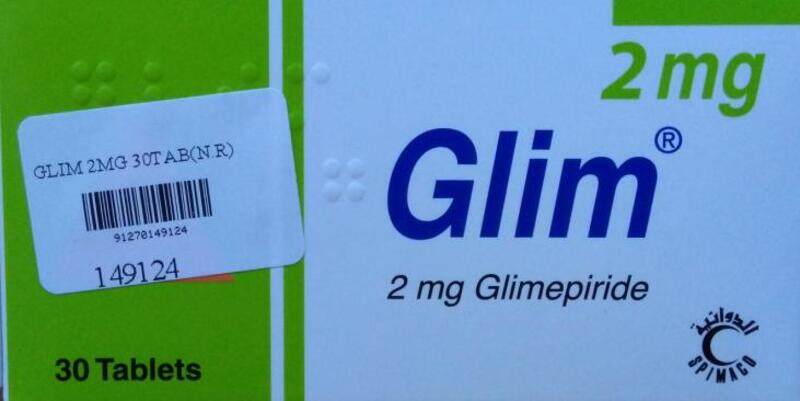 2 mg
GLIM 2MG 30TAB(N.R)
91270149124
149124
Glim®
2 mg Glimepiride
30 Tablets
الدوائية
SPIMACO